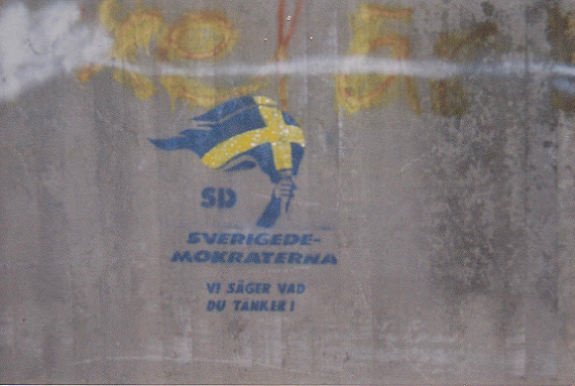 SD
SVERIGEDE-
MOKRATERNA
VI SÄGER VAD
DU TÄNKER!